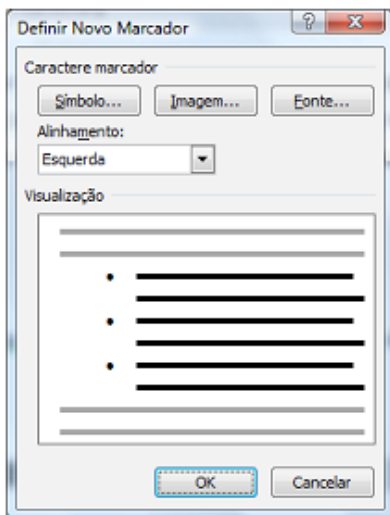 Definir Novo Marcador
Caractere marcador
Símbolo... Imagem... Fonte...
Alinhamento:
Esquerda
Visualização
OK Cancelar